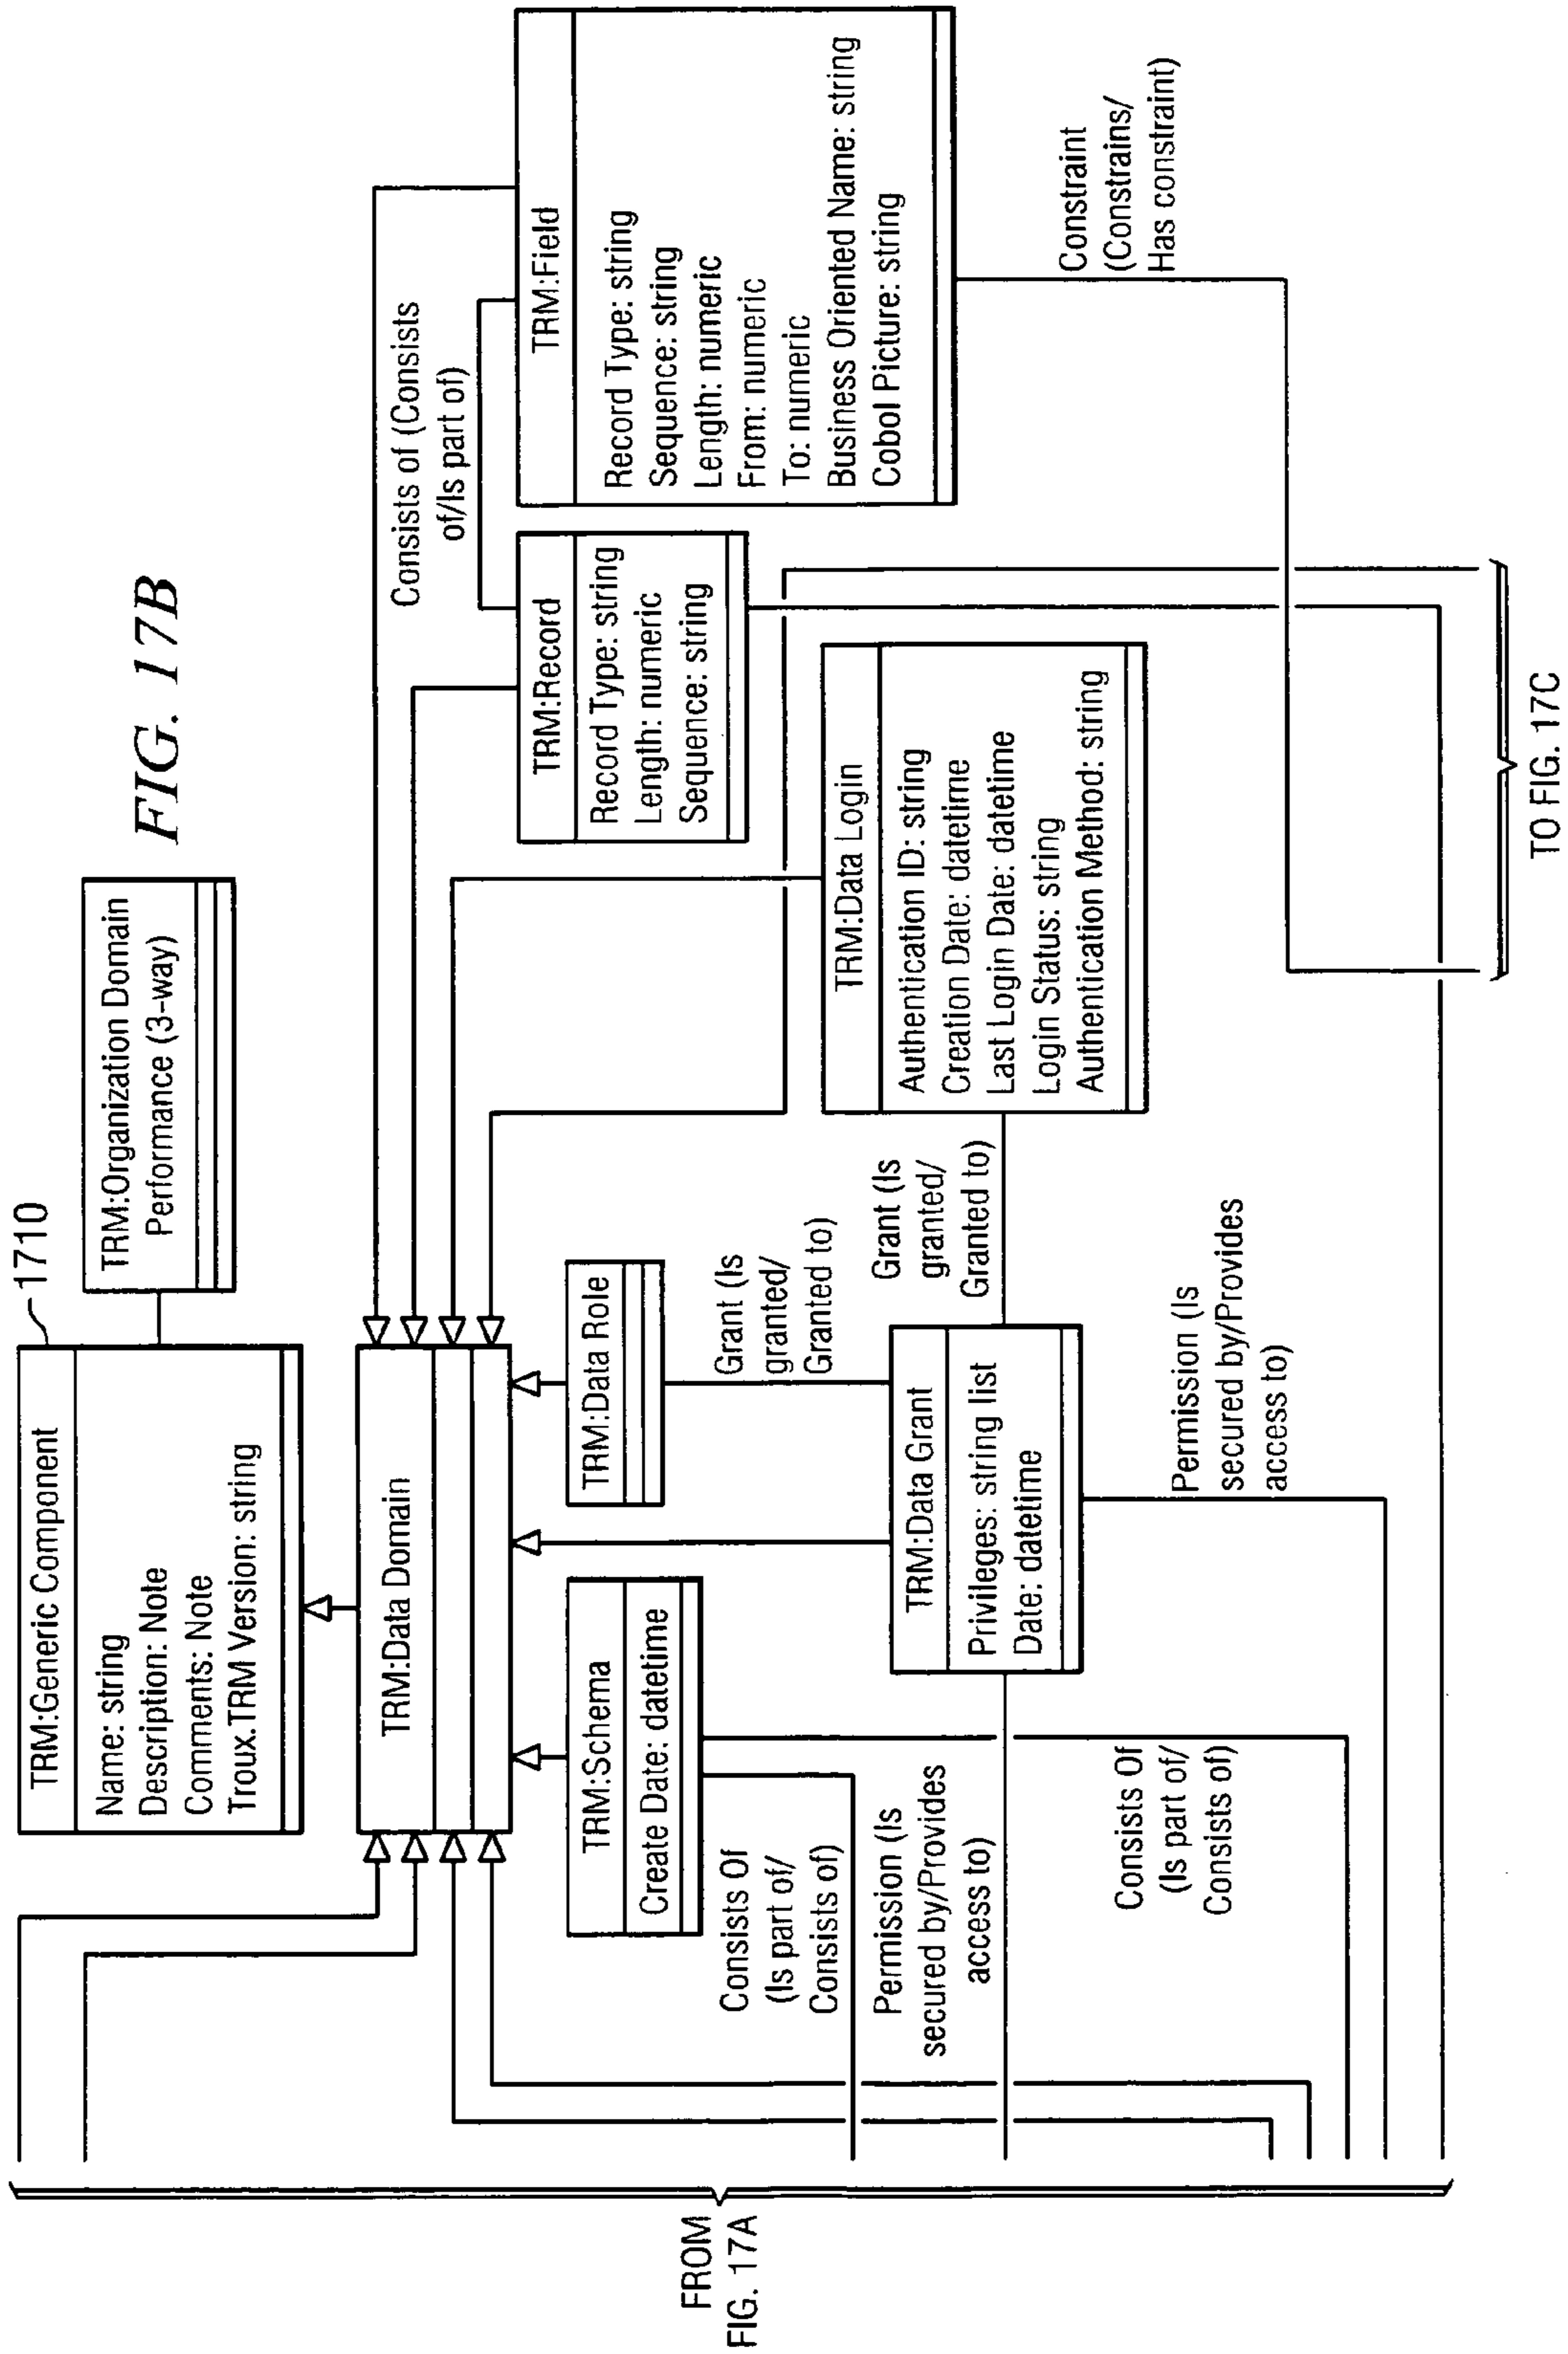 FIG. 17B
1710
TRM:Generic Component
Name: string
Description: Note
Comments: Note
Troux.TRM Version: string
TRM:Organization Domain
Performance (3-way)
TRM:Data Domain
Consists of (Consists
of/Is part of)
TRM:Schema
Create Date: datetime
TRM:Data Role
TRM:Record
Record Type: string
Length: numeric
Sequence: string
TRM:Field
Record Type: string
Sequence: string
Length: numeric
From: numeric
To: numeric
Business Oriented Name: string
Cobol Picture: string
Consists Of
(Is part of/
Consists of)
Grant (Is
granted/
Granted to)
TRM:Data Login
Authentication ID: string
Creation Date: datetime
Last Login Date: datetime
Login Status: string
Authentication Method: string
Permission (Is
secured by/Provides
access to)
TRM:Data Grant
Privileges: string list
Date: datetime
Grant (Is
granted/
Granted to)
Constraint
(Constrains/
Has constraint)
Consists Of
(Is part of/
Consists of)
Permission (Is
secured by/Provides
access to)
FROM
FIG. 17A
TO FIG. 17C